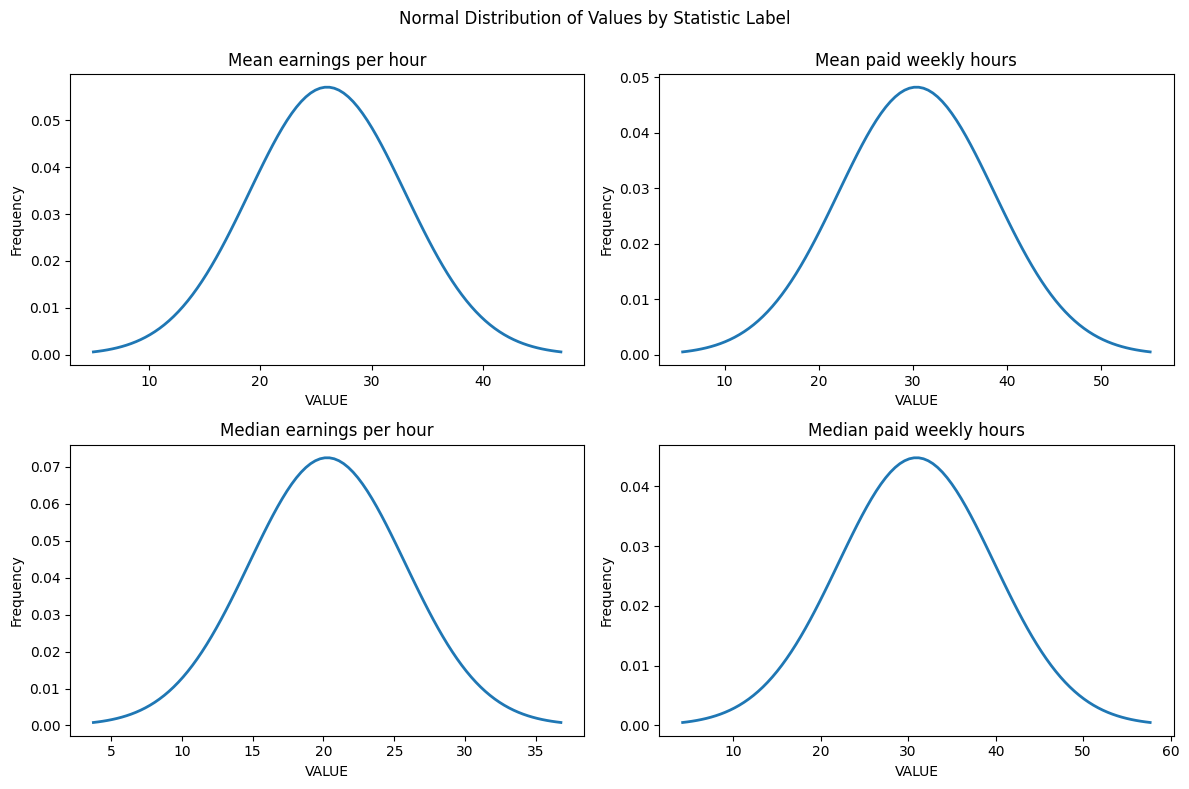 Normal Distribution of Values by Statistic Label
Mean earnings per hour
Frequency
0.05
0.04
0.03
0.02
0.01
0.00
10 20 30 40
VALUE
Mean paid weekly hours
Frequency
0.05
0.04
0.03
0.02
0.01
0.00
10 20 30 40 50
VALUE
Median earnings per hour
Frequency
0.07
0.06
0.05
0.04
0.03
0.02
0.01
0.00
5 10 15 20 25 30 35
VALUE
Median paid weekly hours
Frequency
0.04
0.03
0.02
0.01
0.00
10 20 30 40 50 60
VALUE